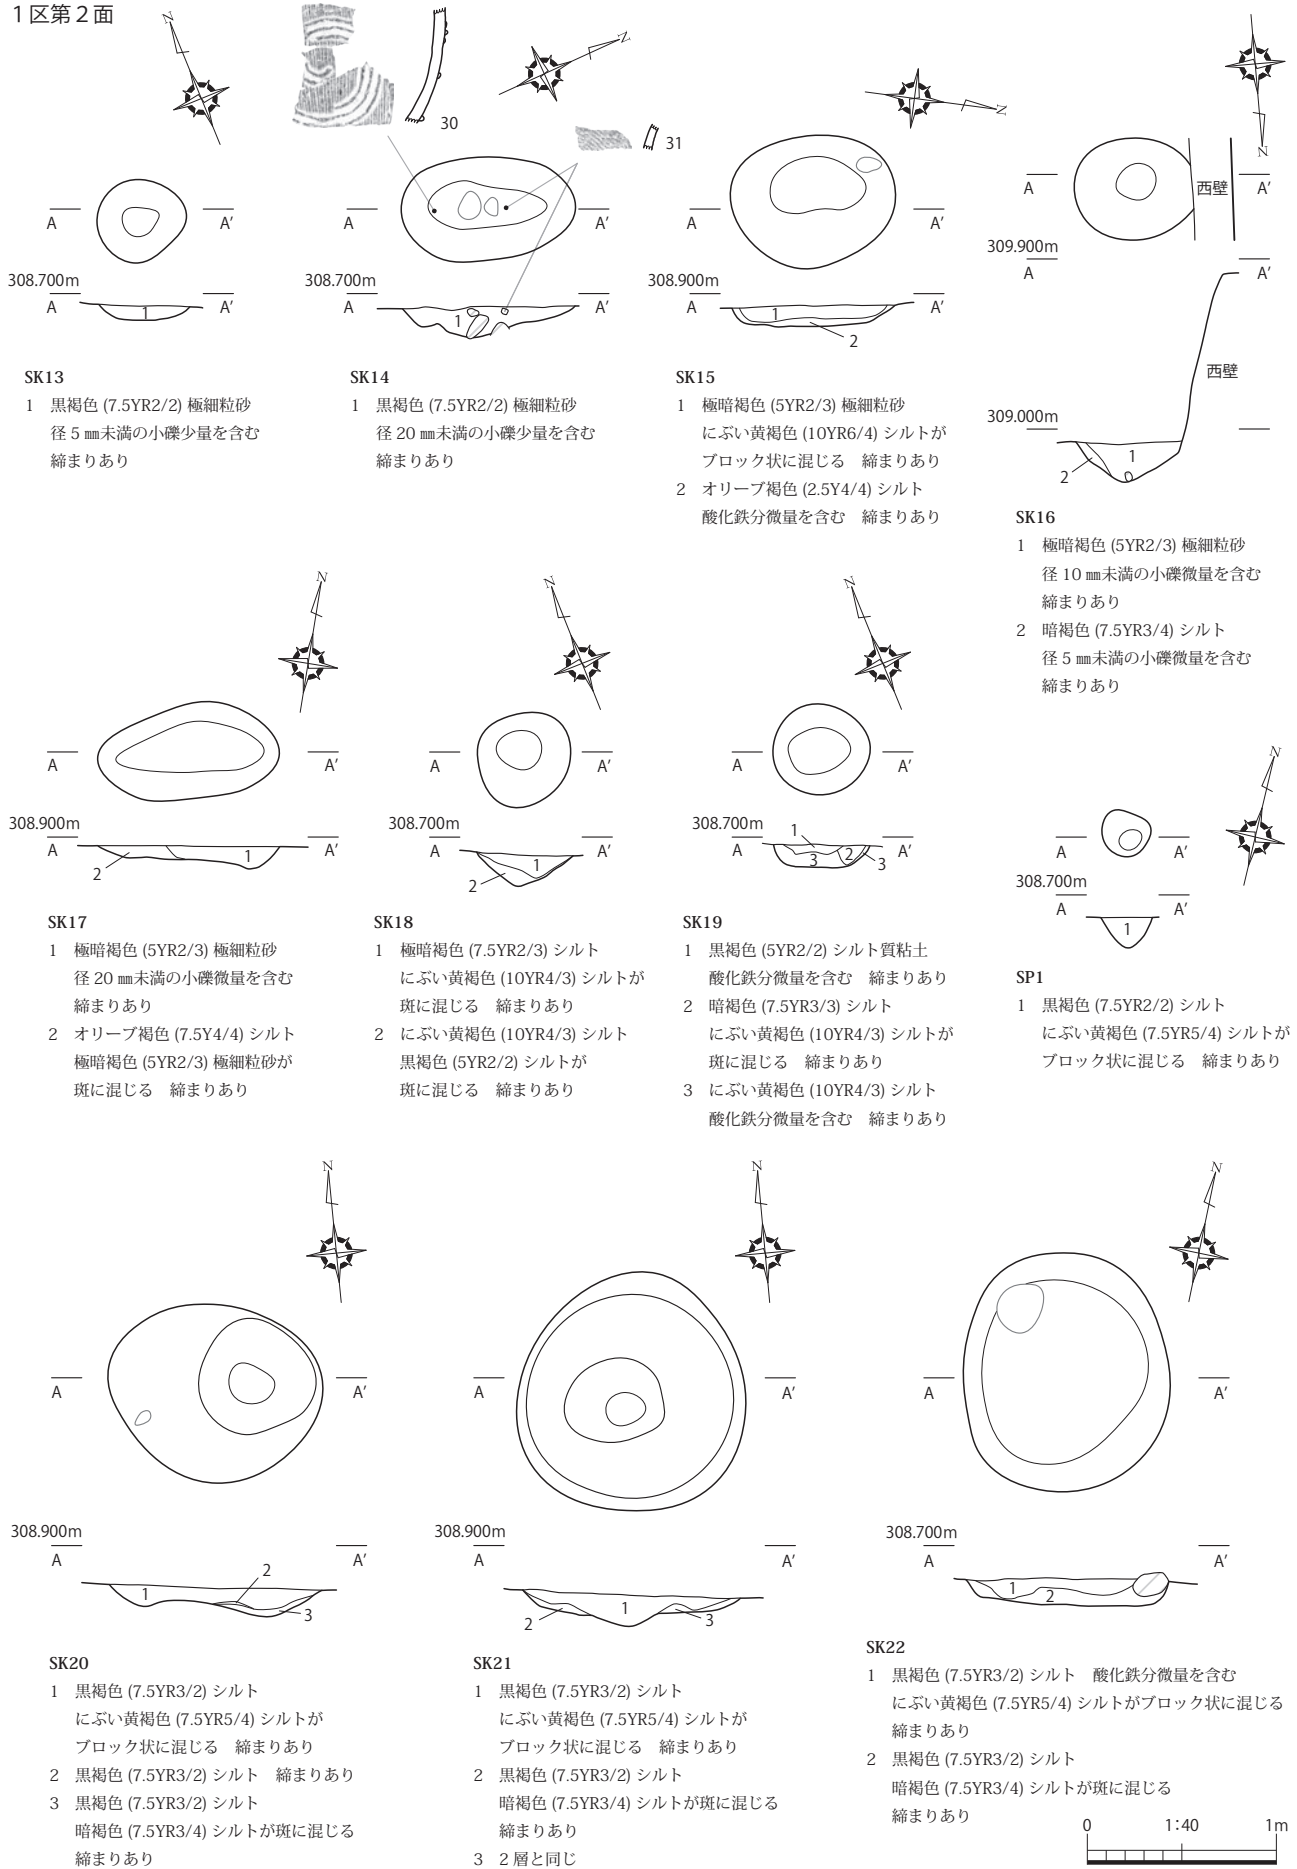 1区第2面
N
30
N
31
N
N
A A'
308.700m
A A'
1
SK13
1 黒褐色 (7.5YR2/2) 極細粒砂
径 5 ㎜未満の小礫少量を含む
締まりあり
A A'
308.700m
A A'
1
SK14
1 黒褐色 (7.5YR2/2) 極細粒砂
径 20 ㎜未満の小礫少量を含む
締まりあり
A A'
308.900m
A A'
1
2
SK15
1 極暗褐色 (5YR2/3) 極細粒砂
にぶい黄褐色 (10YR6/4) シルトが
ブロック状に混じる 締まりあり
2 オリーブ褐色 (2.5Y4/4) シルト
酸化鉄分微量を含む 締まりあり
A 西壁 A'
309.900m
A A'
西壁
309.000m
1
2
SK16
1 極暗褐色 (5YR2/3) 極細粒砂
径 10 ㎜未満の小礫微量を含む
締まりあり
2 暗褐色 (7.5YR3/4) シルト
径 5 ㎜未満の小礫微量を含む
締まりあり
N
A A'
308.900m
A A'
2 1
SK17
1 極暗褐色 (5YR2/3) 極細粒砂
径 20 ㎜未満の小礫微量を含む
締まりあり
2 オリーブ褐色 (7.5Y4/4) シルト
極暗褐色 (5YR2/3) 極細粒砂が
斑に混じる 締まりあり
N
A A'
308.700m
A A'
1
2
SK18
1 極暗褐色 (7.5YR2/3) シルト
にぶい黄褐色 (10YR4/3) シルトが
斑に混じる 締まりあり
2 にぶい黄褐色 (10YR4/3) シルト
黒褐色 (5YR2/2) シルトが
斑に混じる 締まりあり
N
A A'
308.700m
1
A A'
3 2 3
SK19
1 黒褐色 (5YR2/2) シルト質粘土
酸化鉄分微量を含む 締まりあり
2 暗褐色 (7.5YR3/3) シルト
にぶい黄褐色 (10YR4/3) シルトが
斑に混じる 締まりあり
3 にぶい黄褐色 (10YR4/3) シルト
酸化鉄分微量を含む 締まりあり
N
A A'
308.700m
A A'
1
SP1
1 黒褐色 (7.5YR2/2) シルト
にぶい黄褐色 (7.5YR5/4) シルトが
ブロック状に混じる 締まりあり
N
A A'
308.900m
A A'
2
1
3
SK20
1 黒褐色 (7.5YR3/2) シルト
にぶい黄褐色 (7.5YR5/4) シルトが
ブロック状に混じる 締まりあり
2 黒褐色 (7.5YR3/2) シルト 締まりあり
3 黒褐色 (7.5YR3/2) シルト
暗褐色 (7.5YR3/4) シルトが斑に混じる
締まりあり
N
A A'
308.900m
A A'
1
2 3
SK21
1 黒褐色 (7.5YR3/2) シルト
にぶい黄褐色 (7.5YR5/4) シルトが
ブロック状に混じる 締まりあり
2 黒褐色 (7.5YR3/2) シルト
暗褐色 (7.5YR3/4) シルトが斑に混じる
締まりあり
3 2 層と同じ
N
A A'
308.700m
A A'
1
2
SK22
1 黒褐色 (7.5YR3/2) シルト 酸化鉄分微量を含む
にぶい黄褐色 (7.5YR5/4) シルトがブロック状に混じる
締まりあり
2 黒褐色 (7.5YR3/2) シルト
暗褐色 (7.5YR3/4) シルトが斑に混じる
締まりあり
0 1:40 1m